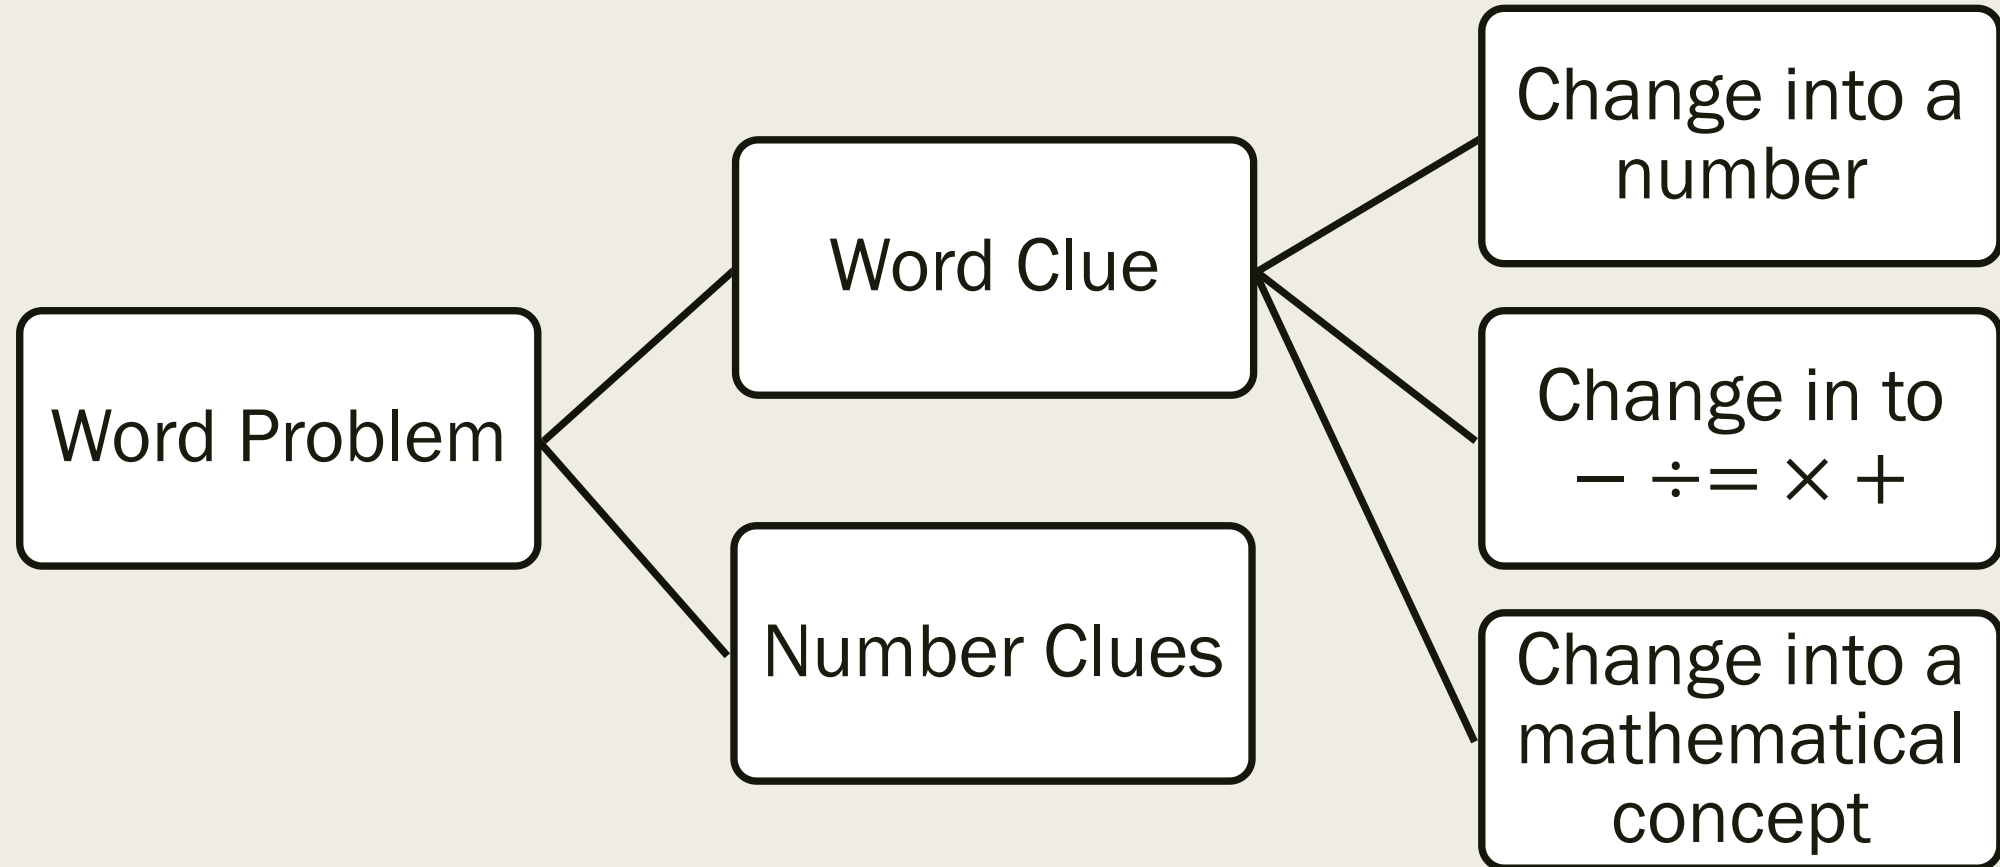 Word Problem
Word Clue
Number Clues
Change into a
number
Change in to
− ÷= × +
Change into a
mathematical
concept